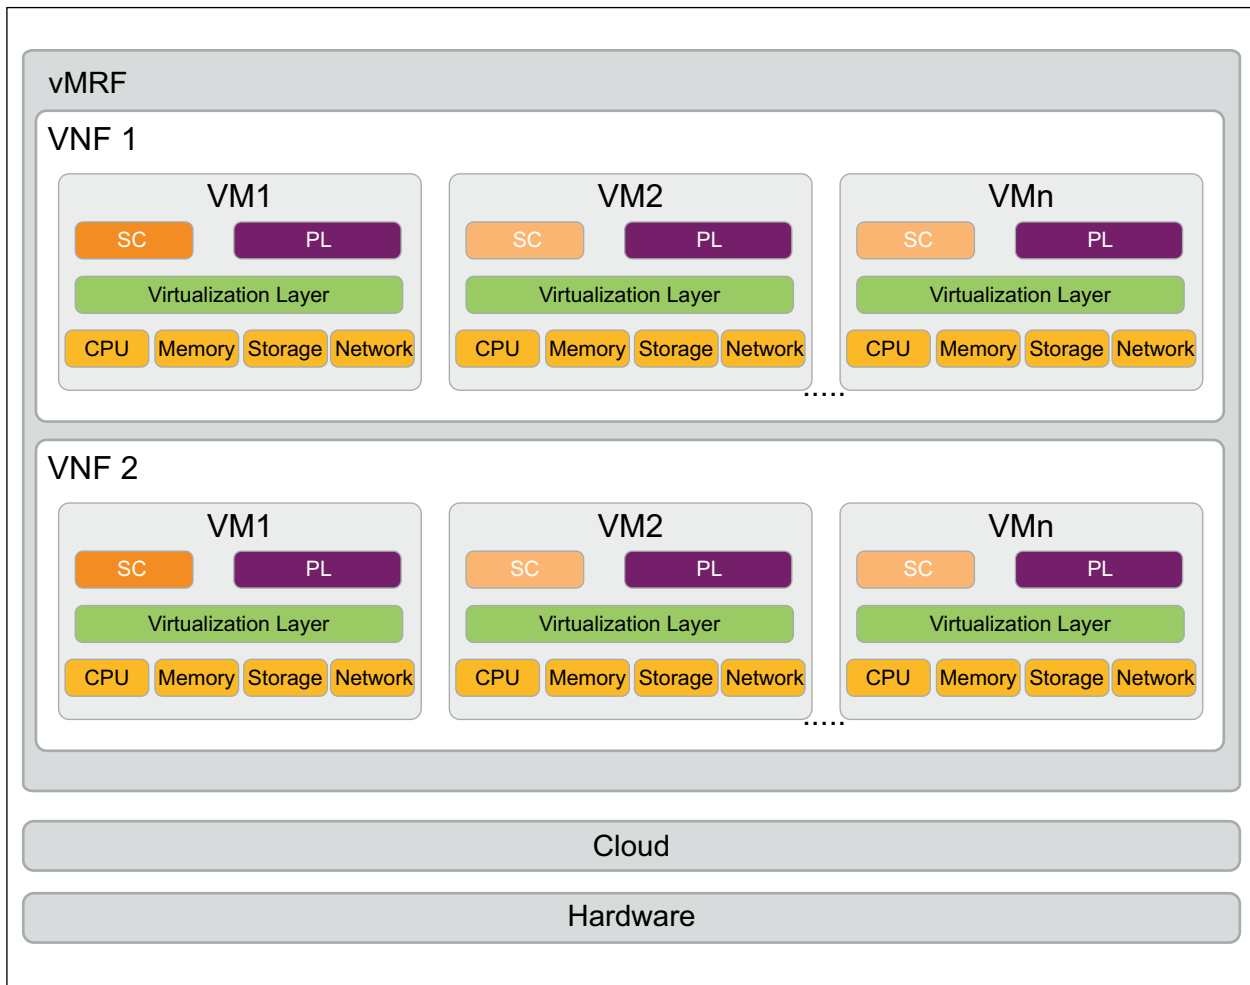 vMRF
VNF 1
VM1 VM2 VMn
SC PL SC PL SC PL
Virtualization Layer Virtualization Layer Virtualization Layer
CPU Memory Storage Network CPU Memory Storage Network CPU Memory Storage Network
.....
VNF 2
VM1 VM2 VMn
SC PL SC PL SC PL
Virtualization Layer Virtualization Layer Virtualization Layer
CPU Memory Storage Network CPU Memory Storage Network CPU Memory Storage Network
.....
Cloud
Hardware